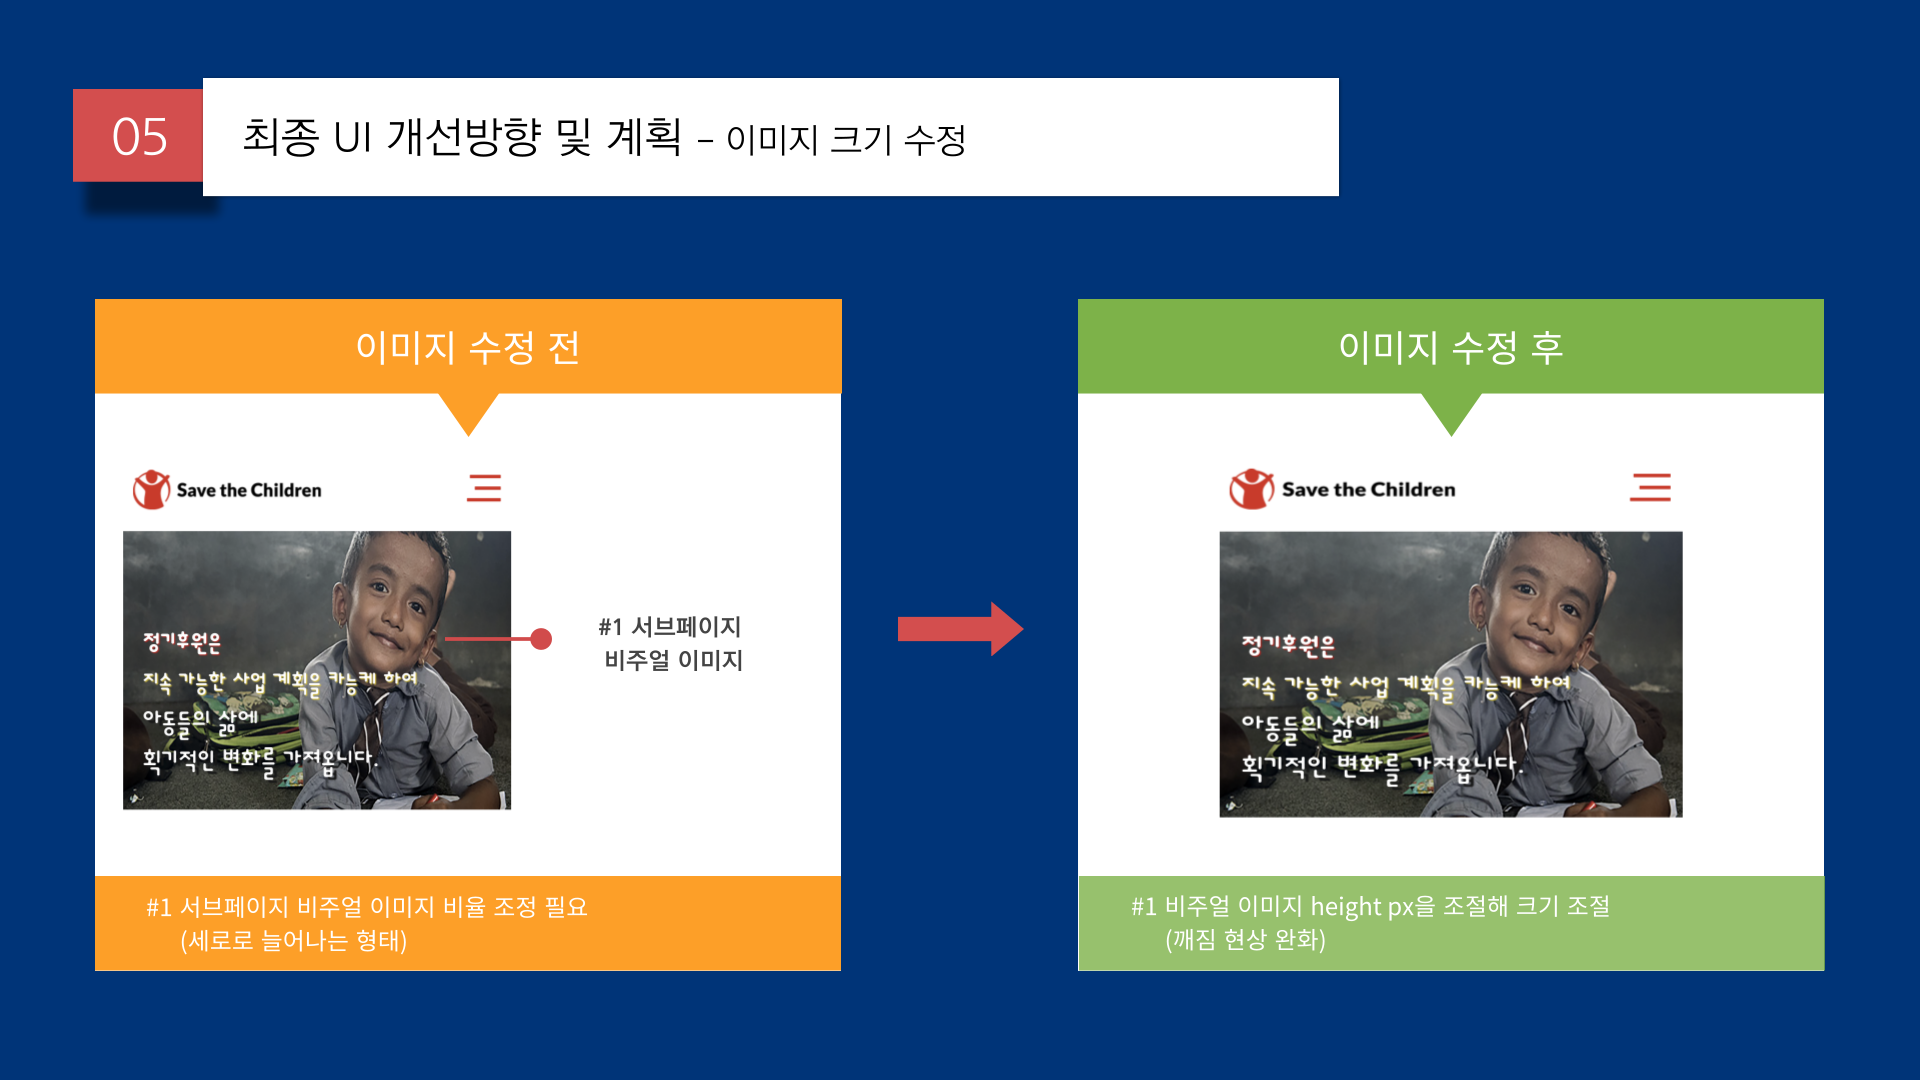 05
최종 UI 개선방향 및 계획 – 이미지 크기 수정
이미지 수정 전
Save the Children
정기후원은
지속 가능한 사업 계획을 카능케 하여
아동들의 삶에
획기적인 변화를 가져옵니다.
#1 서브페이지
비주얼 이미지
#1 서브페이지 비주얼 이미지 비율 조정 필요
(세로로 늘어나는 형태)
이미지 수정 후
Save the Children
정기후원은
지속 가능한 사업 계획을 카능케 하여
아동들의 삶에
획기적인 변화를 가져옵니다.
#1 비주얼 이미지 height px을 조절해 크기 조절
(깨짐 현상 완화)